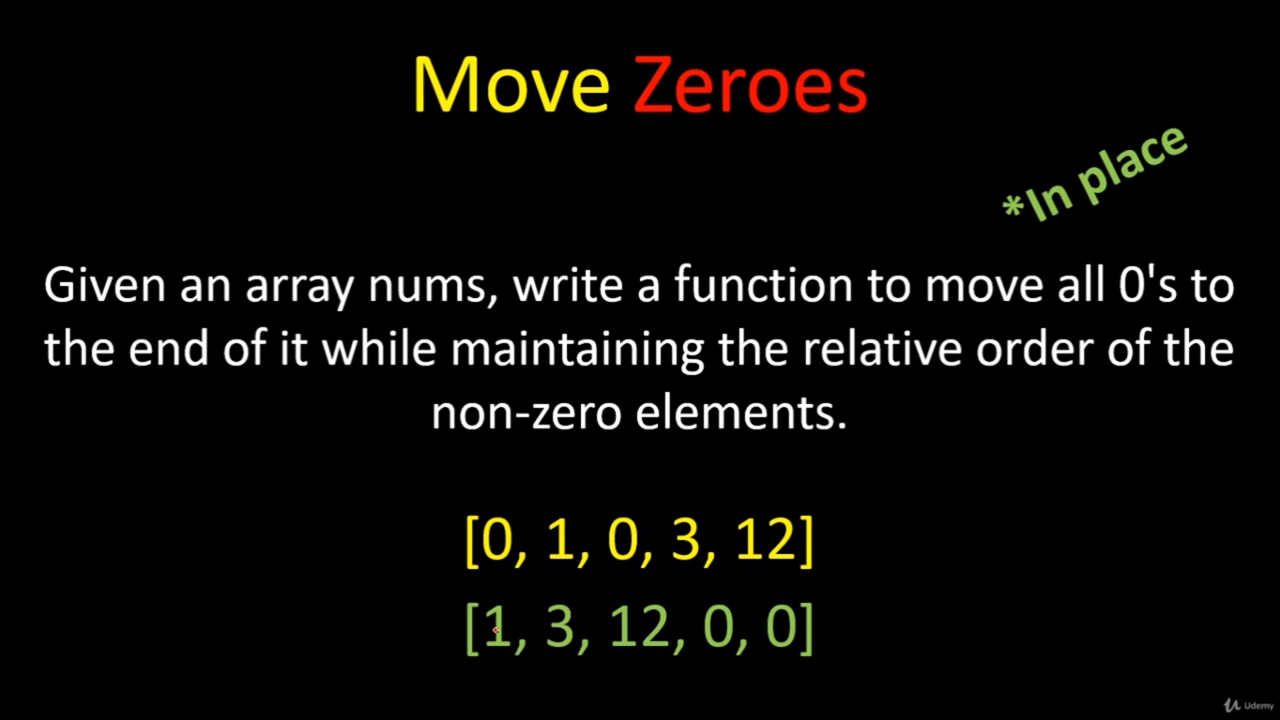 Move Zeroes
*In place
Given an array nums, write a function to move all 0's to
the end of it while maintaining the relative order of the
non-zero elements.
[0, 1, 0, 3, 12]
[1, 3, 12, 0, 0]
Udemy